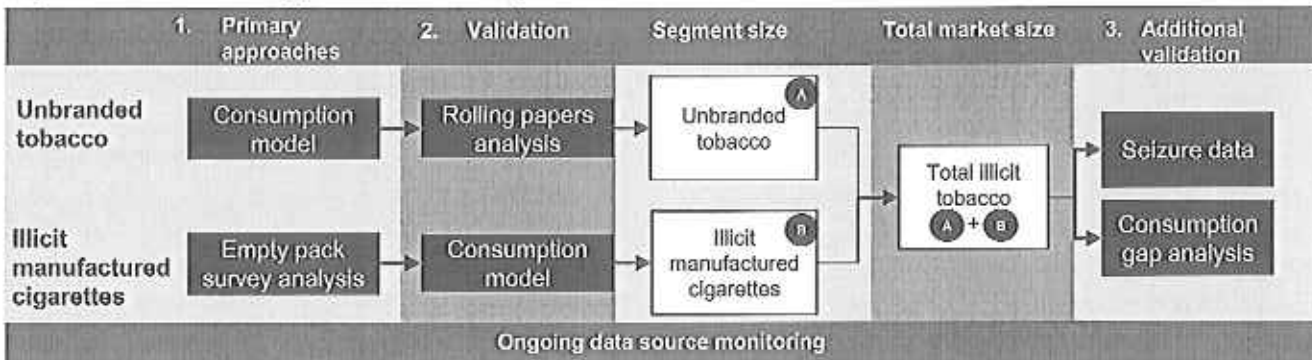 1. Primary
approaches
2. Validation
Segment size
Total market size
3. Additional
validation
Unbranded
tobacco
Consumption
model
Rolling papers
analysis
A
Unbranded
tobacco
Illicit
manufactured
cigarettes
Empty pack
survey analysis
Consumption
model
B
Illicit
manufactured
cigarettes
Total illicit
tobacco
A + B
Seizure data
Consumption
gap analysis
Ongoing data source monitoring